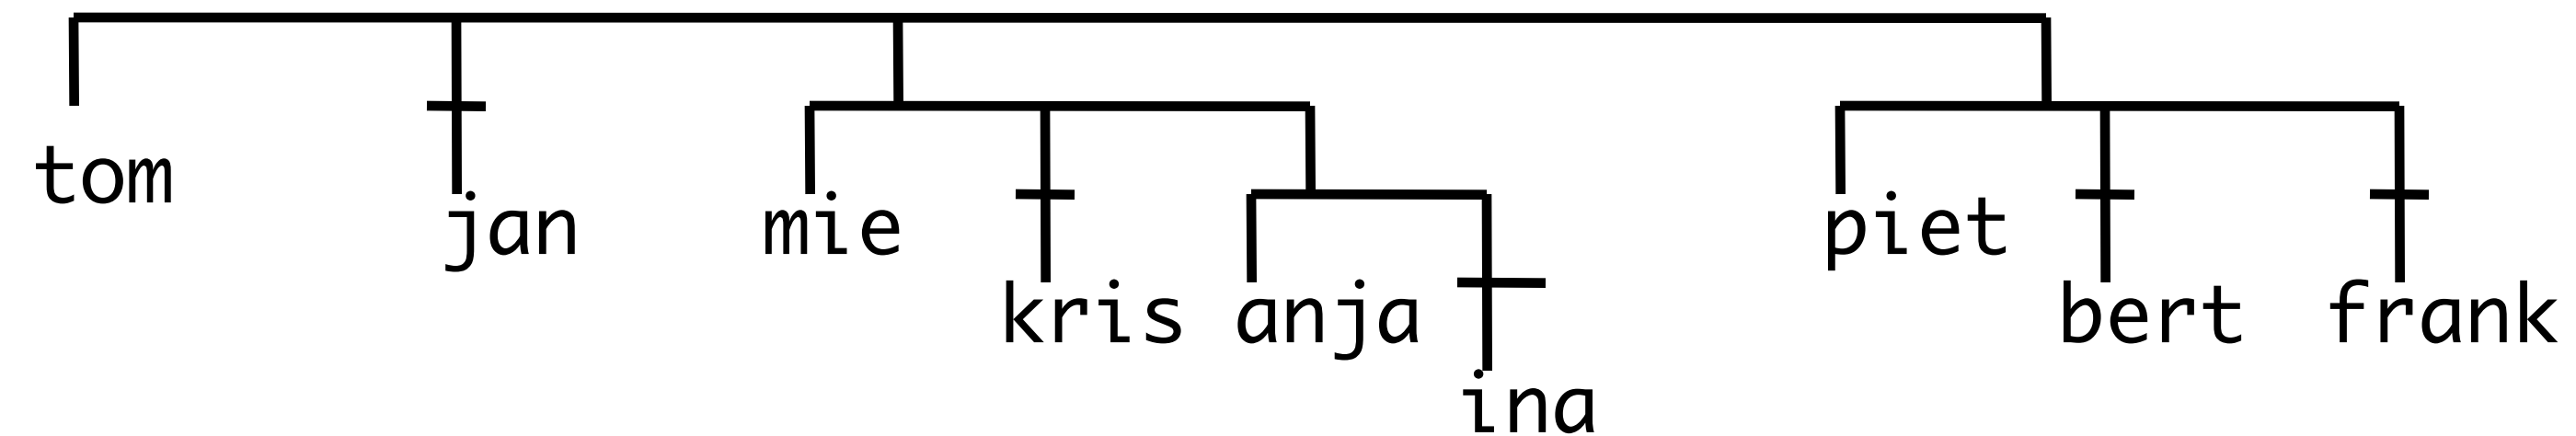 tom
jan mie piet
kris anja bert frank
ina